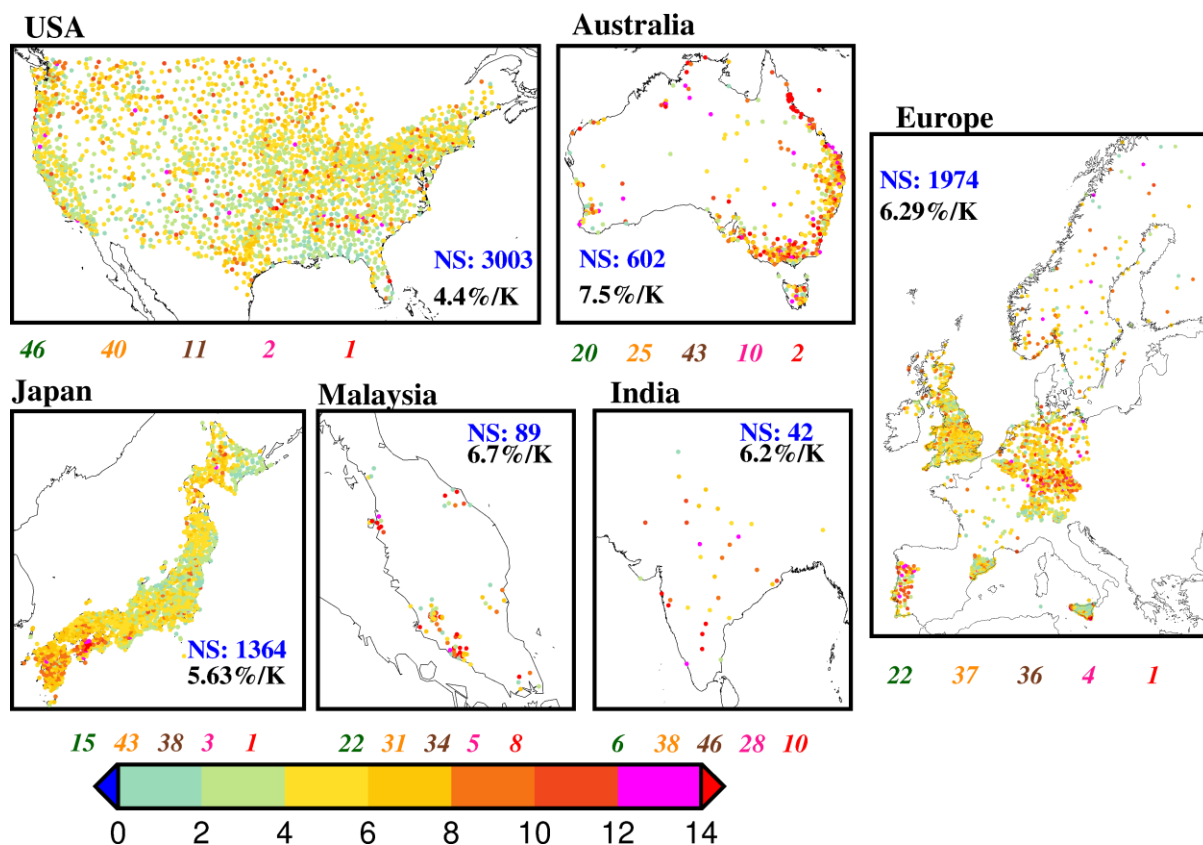 USA
NS: 3003
4.4%/K
46 40 11 2 1
Australia
NS: 602
7.5%/K
20 25 43 10 2
Europe
NS: 1974
6.29%/K
22 37 36 4 1
Japan
NS: 1364
5.63%/K
15 43 38 3 1
Malaysia
NS: 89
6.7%/K
22 31 34 5 8
India
NS: 42
6.2%/K
6 38 46 28 10
0 2 4 6 8 10 12 14